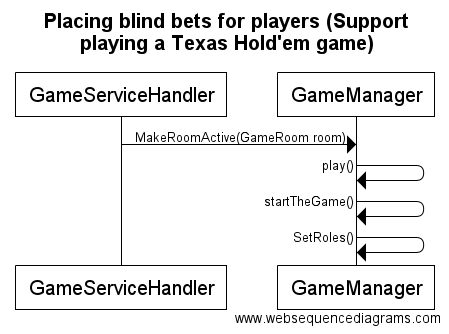 Placing blind bets for players (Support
playing a Texas Hold'em game)
GameServiceHandler
GameManager
MakeRoomActive(GameRoom room)
play()
startTheGame()
SetRoles()
GameServiceHandler
GameManager
www.websequencediagrams.com